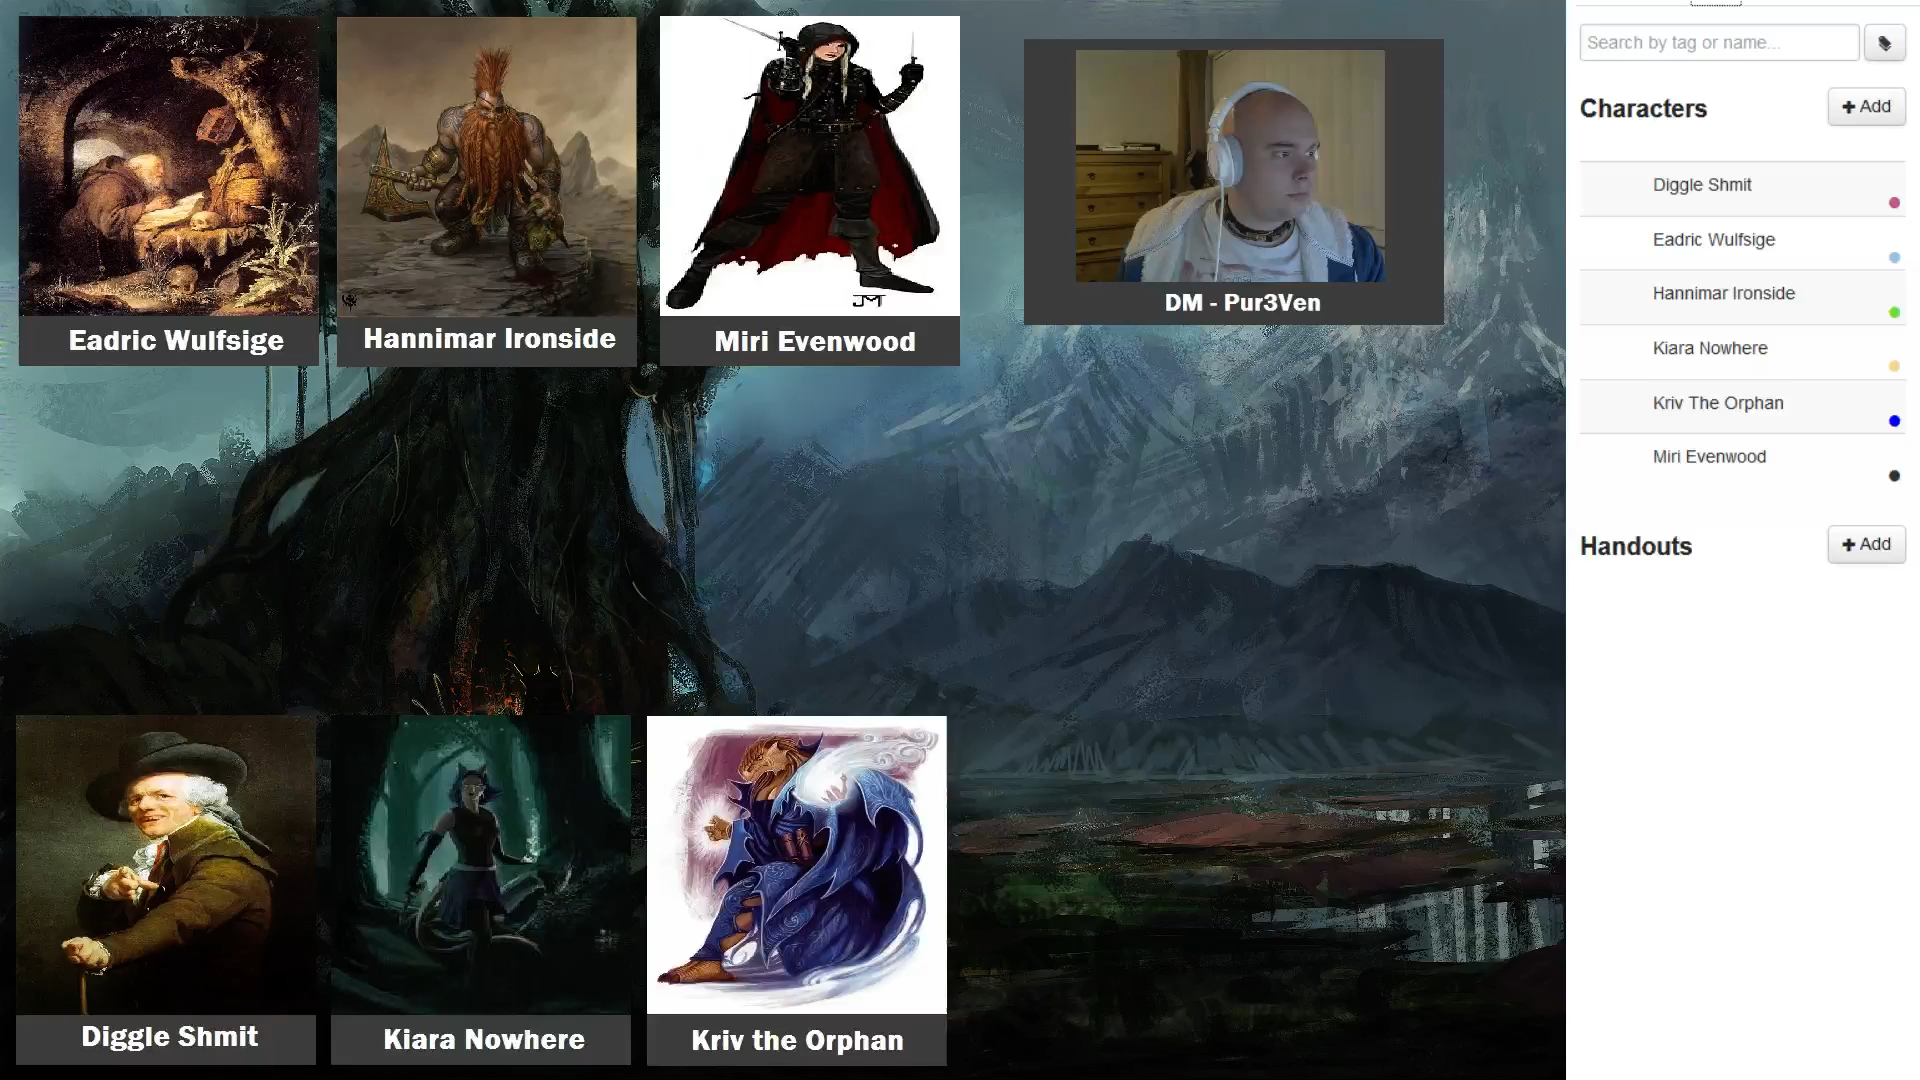 Eadric Wulfsige
Hannimar Ironside
JMT
Miri Evenwood
DM - Pur3Ven
Diggle Shmit
Kiara Nowhere
Kriv the Orphan
Search by tag or name...
Characters
+ Add
Diggle Shmit
Eadric Wulfsige
Hannimar Ironside
Kiara Nowhere
Kriv The Orphan
Miri Evenwood
Handouts
+ Add